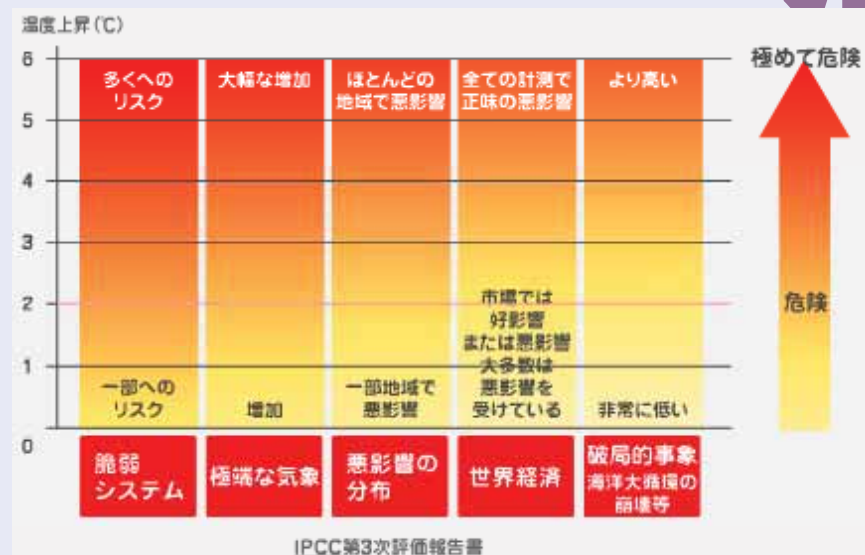 温度上昇(℃)
6
5
4
3
2
1
0
多くへの
リスク
一部への
リスク
脆弱
システム
大幅な増加
増加
極端な気象
ほとんどの
地域で悪影響
一部地域で
悪影響
悪影響の
分布
全ての計測で
正味の悪影響
市場では
好影響
または悪影響
大多数は
悪影響を
受けている
世界経済
より高い
非常に低い
破局的事象
海洋大循環の
崩壊等
極めて危険
危険
IPCC第3次評価報告書